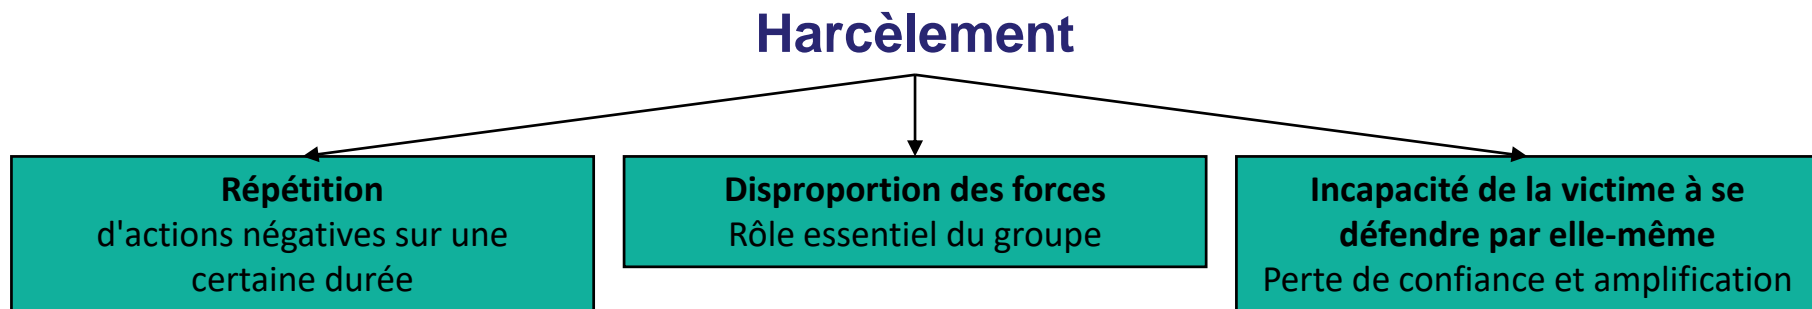 Harcèlement
Répétition
d'actions négatives sur une
certaine durée
Disproportion des forces
Rôle essentiel du groupe
Incapacité de la victime à se
défendre par elle-même
Perte de confiance et amplification